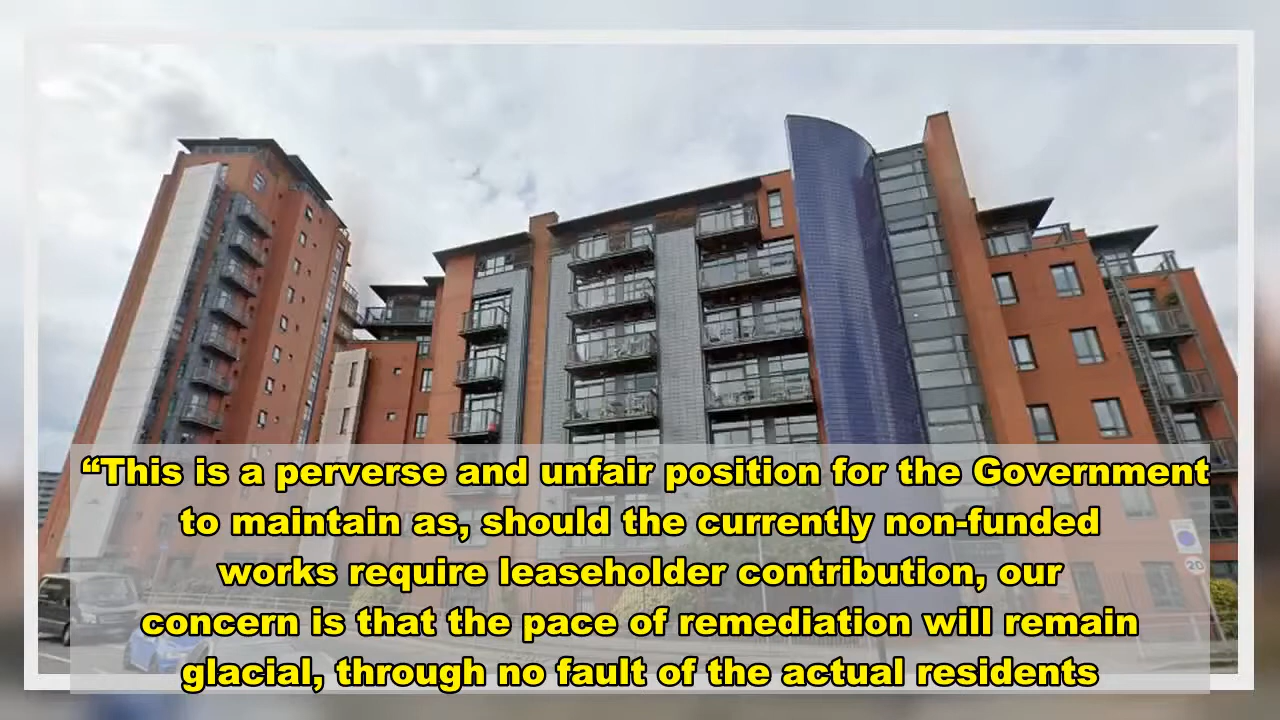 “This is a perverse and unfair position for the Government
to maintain as, should the currently non-funded
works require leaseholder contribution, our
concern is that the pace of remediation will remain
glacial, through no fault of the actual residents
20